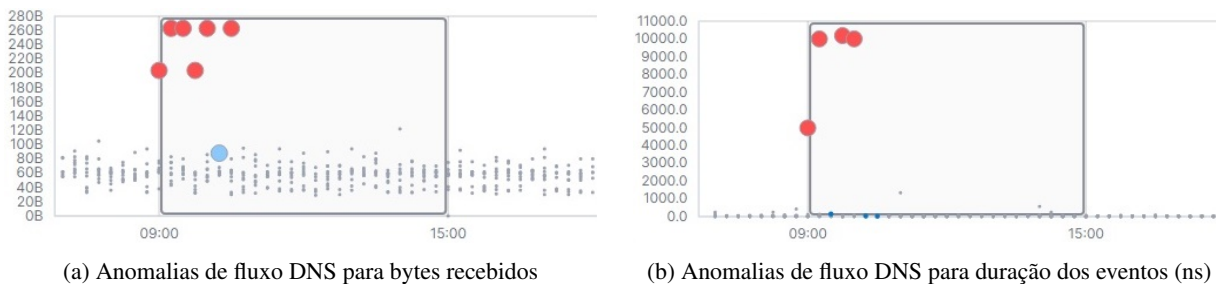 280B
260B
240B
220B
200B
180B
160B
140B
120B
100B
80B
60B
40B
20B
0B
09:00 15:00
(a) Anomalias de fluxo DNS para bytes recebidos
11000.0
10000.0
9000.0
8000.0
7000.0
6000.0
5000.0
4000.0
3000.0
2000.0
1000.0
0.0
09:00 15:00
(b) Anomalias de fluxo DNS para duração dos eventos (ns)